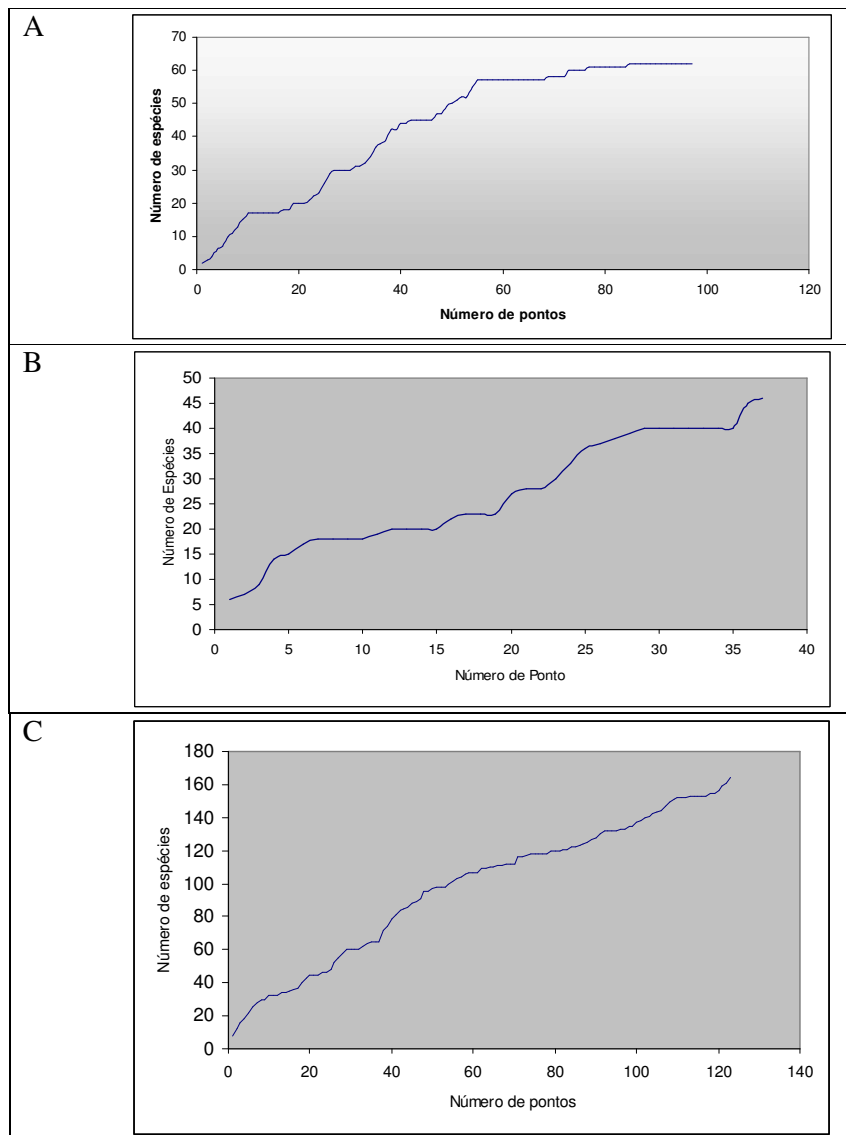 A
Número de espécies
70
60
50
40
30
20
10
0
0 20 40 60 80 100 120
Número de pontos
B
Número de Espécies
50
45
40
35
30
25
20
15
10
5
0
0 5 10 15 20 25 30 35 40
Número de Ponto
C
Número de espécies
180
160
140
120
100
80
60
40
20
0
0 20 40 60 80 100 120 140
Número de pontos